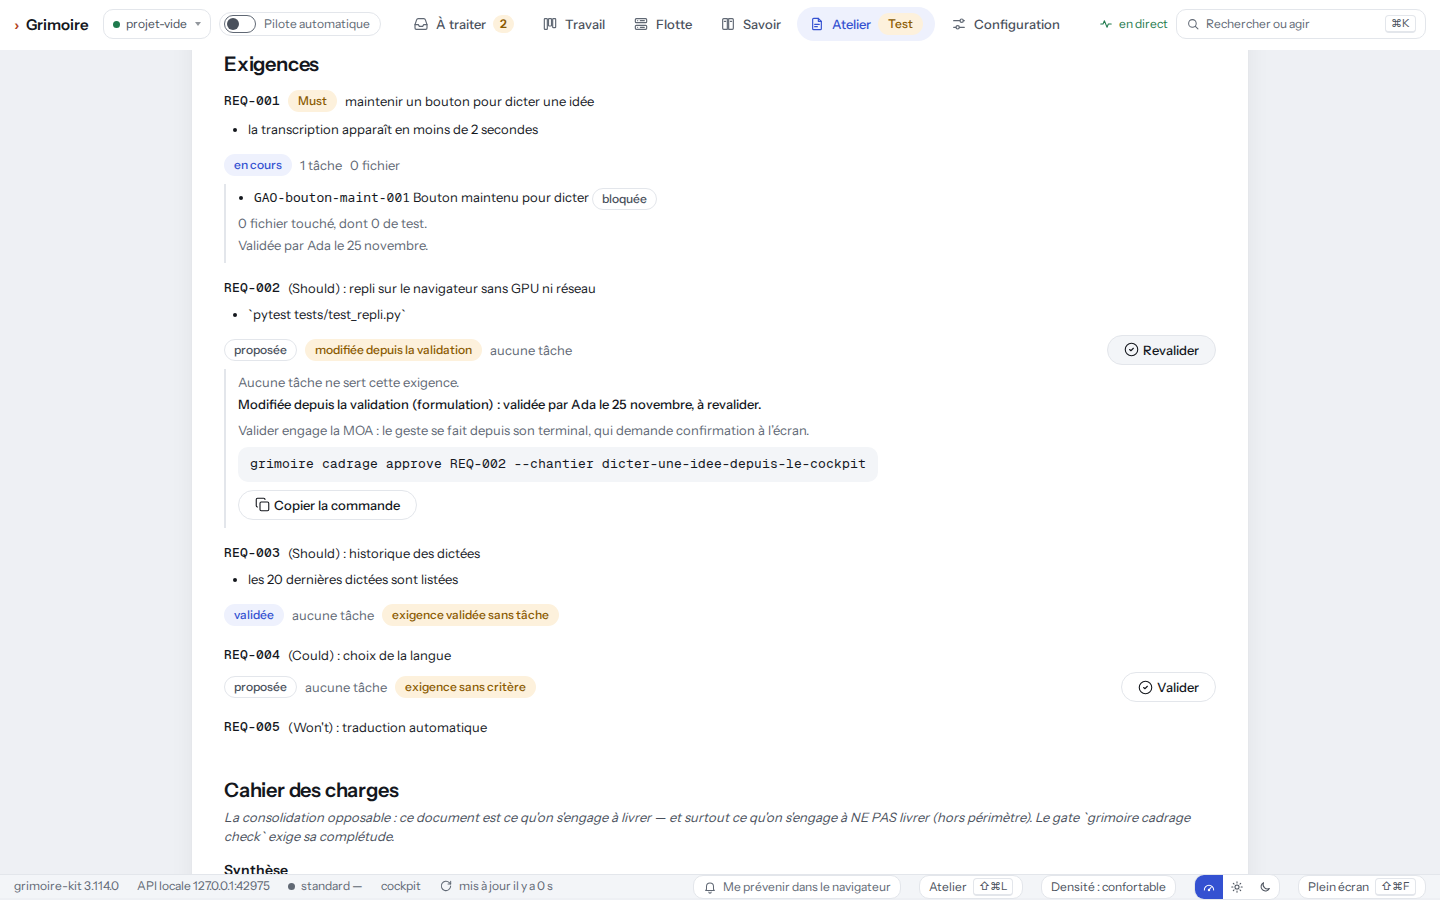 › Grimoire projet-vide Pilote automatique À traiter 2 Travail Flotte Savoir Atelier Test Configuration en direct Rechercher ou agir ⌘K
Exigences
REQ-001 Must maintenir un bouton pour dicter une idée
• la transcription apparaît en moins de 2 secondes
en cours 1 tâche 0 fichier
• GAO-bouton-maint-001 Bouton maintenu pour dicter bloquée
0 fichier touché, dont 0 de test.
Validée par Ada le 25 novembre.
REQ-002 (Should) : repli sur le navigateur sans GPU ni réseau
• `pytest tests/test_repli.py`
proposée modifiée depuis la validation aucune tâche Revalider
Aucune tâche ne sert cette exigence.
Modifiée depuis la validation (formulation) : validée par Ada le 25 novembre, à revalider.
Valider engage la MOA : le geste se fait depuis son terminal, qui demande confirmation à l'écran.
grimoire cadrage approve REQ-002 --chantier dicter-une-idee-depuis-le-cockpit
Copier la commande
REQ-003 (Should) : historique des dictées
• les 20 dernières dictées sont listées
validée aucune tâche exigence validée sans tâche
REQ-004 (Could) : choix de la langue
proposée aucune tâche exigence sans critère Valider
REQ-005 (Won't) : traduction automatique
Cahier des charges
La consolidation opposable : ce document est ce qu'on s'engage à livrer — et surtout ce qu'on s'engage à NE PAS livrer (hors périmètre). Le gate `grimoire cadrage
check` exige sa complétude.
Synthèse
grimoire-kit 3.114.0 API locale 127.0.0.1:42975 standard — cockpit mis à jour il y a 0 s Me prévenir dans le navigateur Atelier ⇧⌘L Densité : confortable Plein écran ⇧⌘F